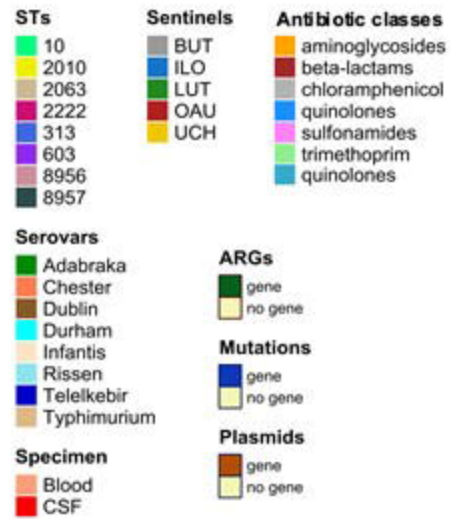 STs
10
2010
2063
2222
313
603
8956
8957
Sentinels
BUT
ILO
LUT
OAU
UCH
Antibiotic classes
aminoglycosides
beta-lactams
chloramphenicol
quinolones
sulfonamides
trimethoprim
quinolones
Serovars
Adabraka
Chester
Dublin
Durham
Infantis
Rissen
Telelkebir
Typhimurium
Specimen
Blood
CSF
ARGs
gene
no gene
Mutations
gene
no gene
Plasmids
gene
no gene